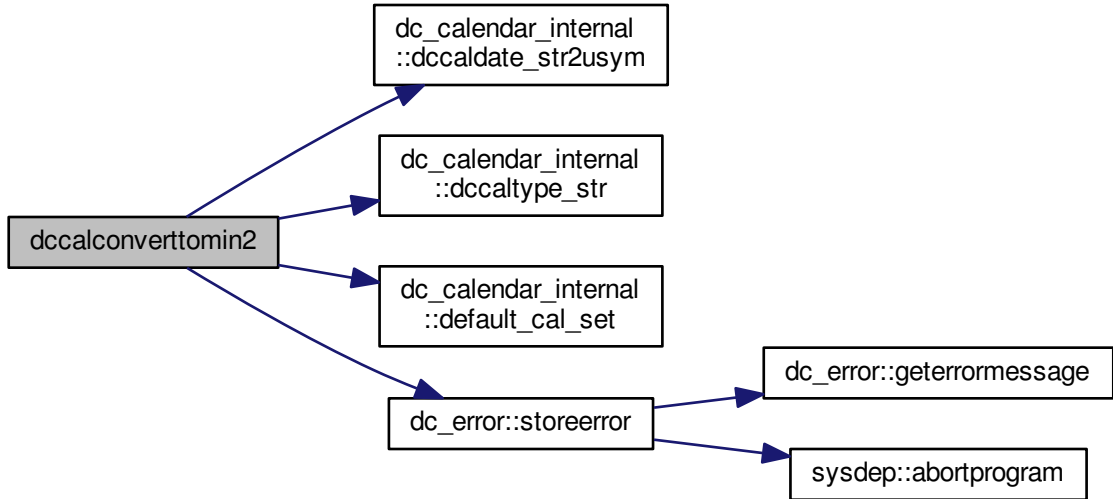 dc_calendar_internal
::dccaldate_str2usym
dc_calendar_internal
::dccaltype_str
dccalconverttomin2
dc_calendar_internal
::default_cal_set
dc_error::geterrormessage
dc_error::storeerror
sysdep::abortprogram